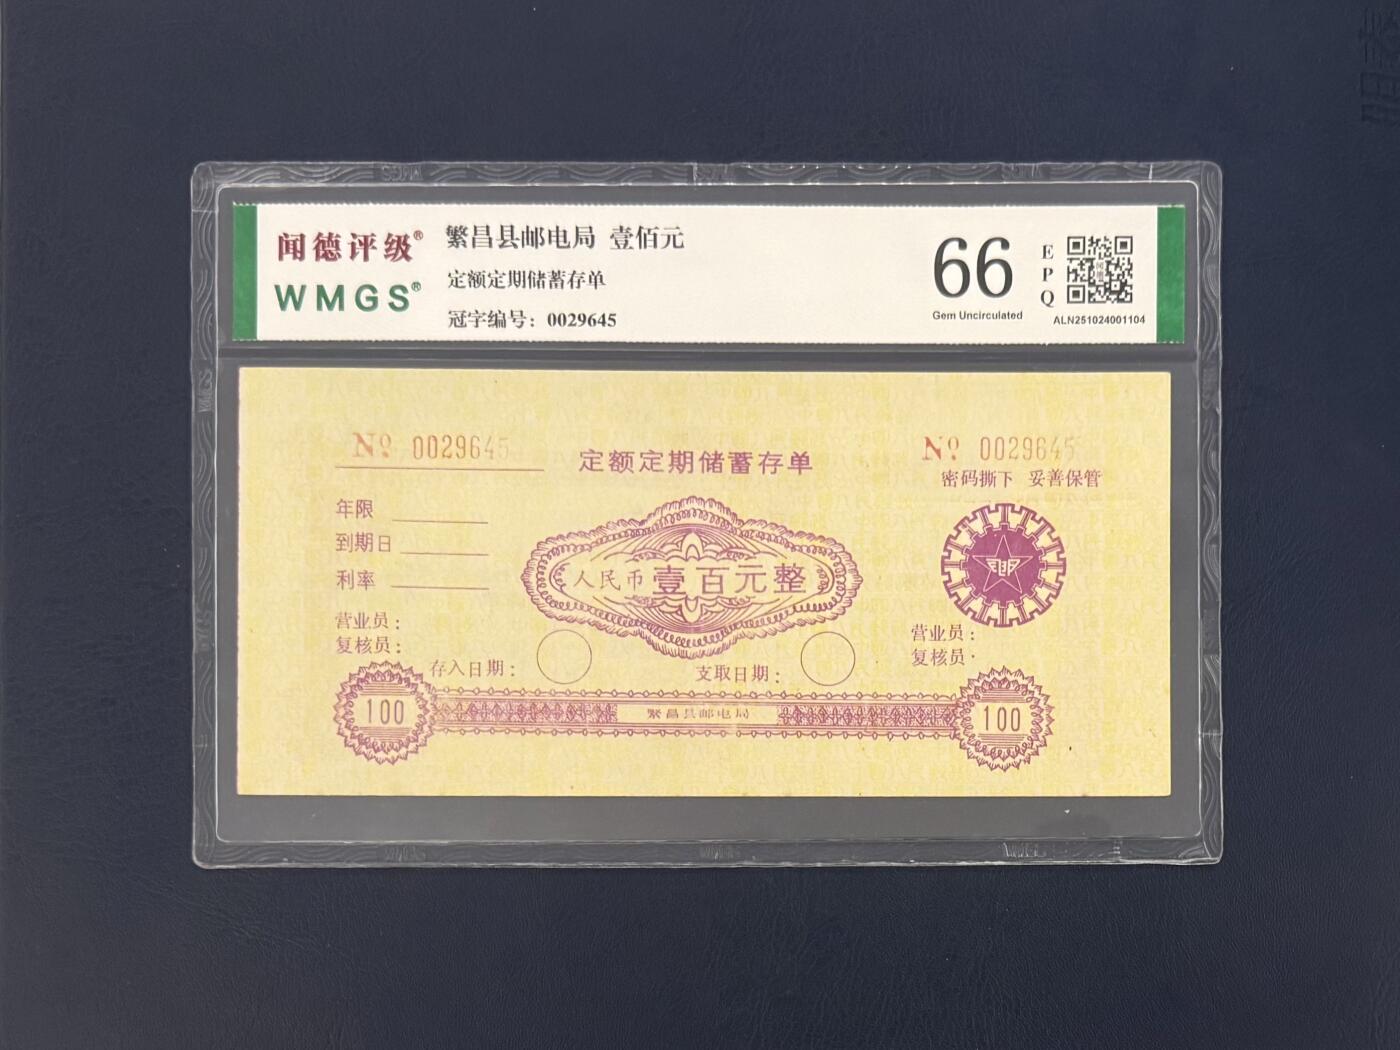 闻德评级®
WMGS®
繁昌县邮电局 壹佰元
定额定期储蓄存单
冠字编号：0029645
66
EPQ
Gem Uncirculated
ALN251024001104
No. 0029645
定额定期储蓄存单
No. 0029645
密码撕下 妥善保管
年限
到期日
利率
人民币壹百元整
营业员：
复核员：
存入日期：
支取日期：
营业员：
复核员：
100
繁昌县邮电局
100